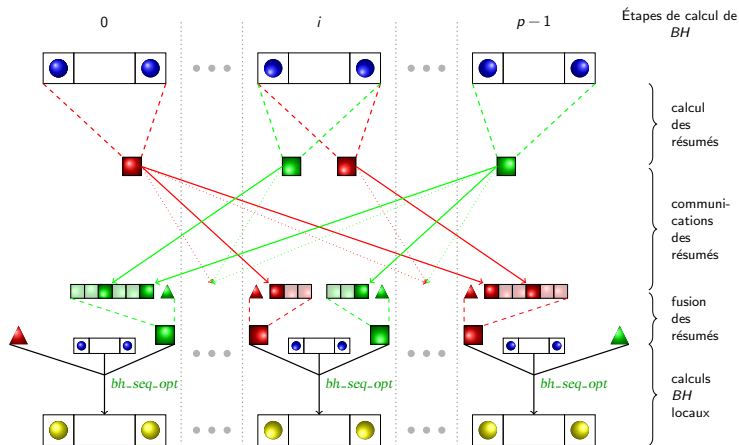 0
i
p − 1
Étapes de calcul de
BH
calcul
des
résumés
communi-
cations
des
résumés
fusion
des
résumés
bh_seq_opt
bh_seq_opt
bh_seq_opt
calculs
BH
locaux